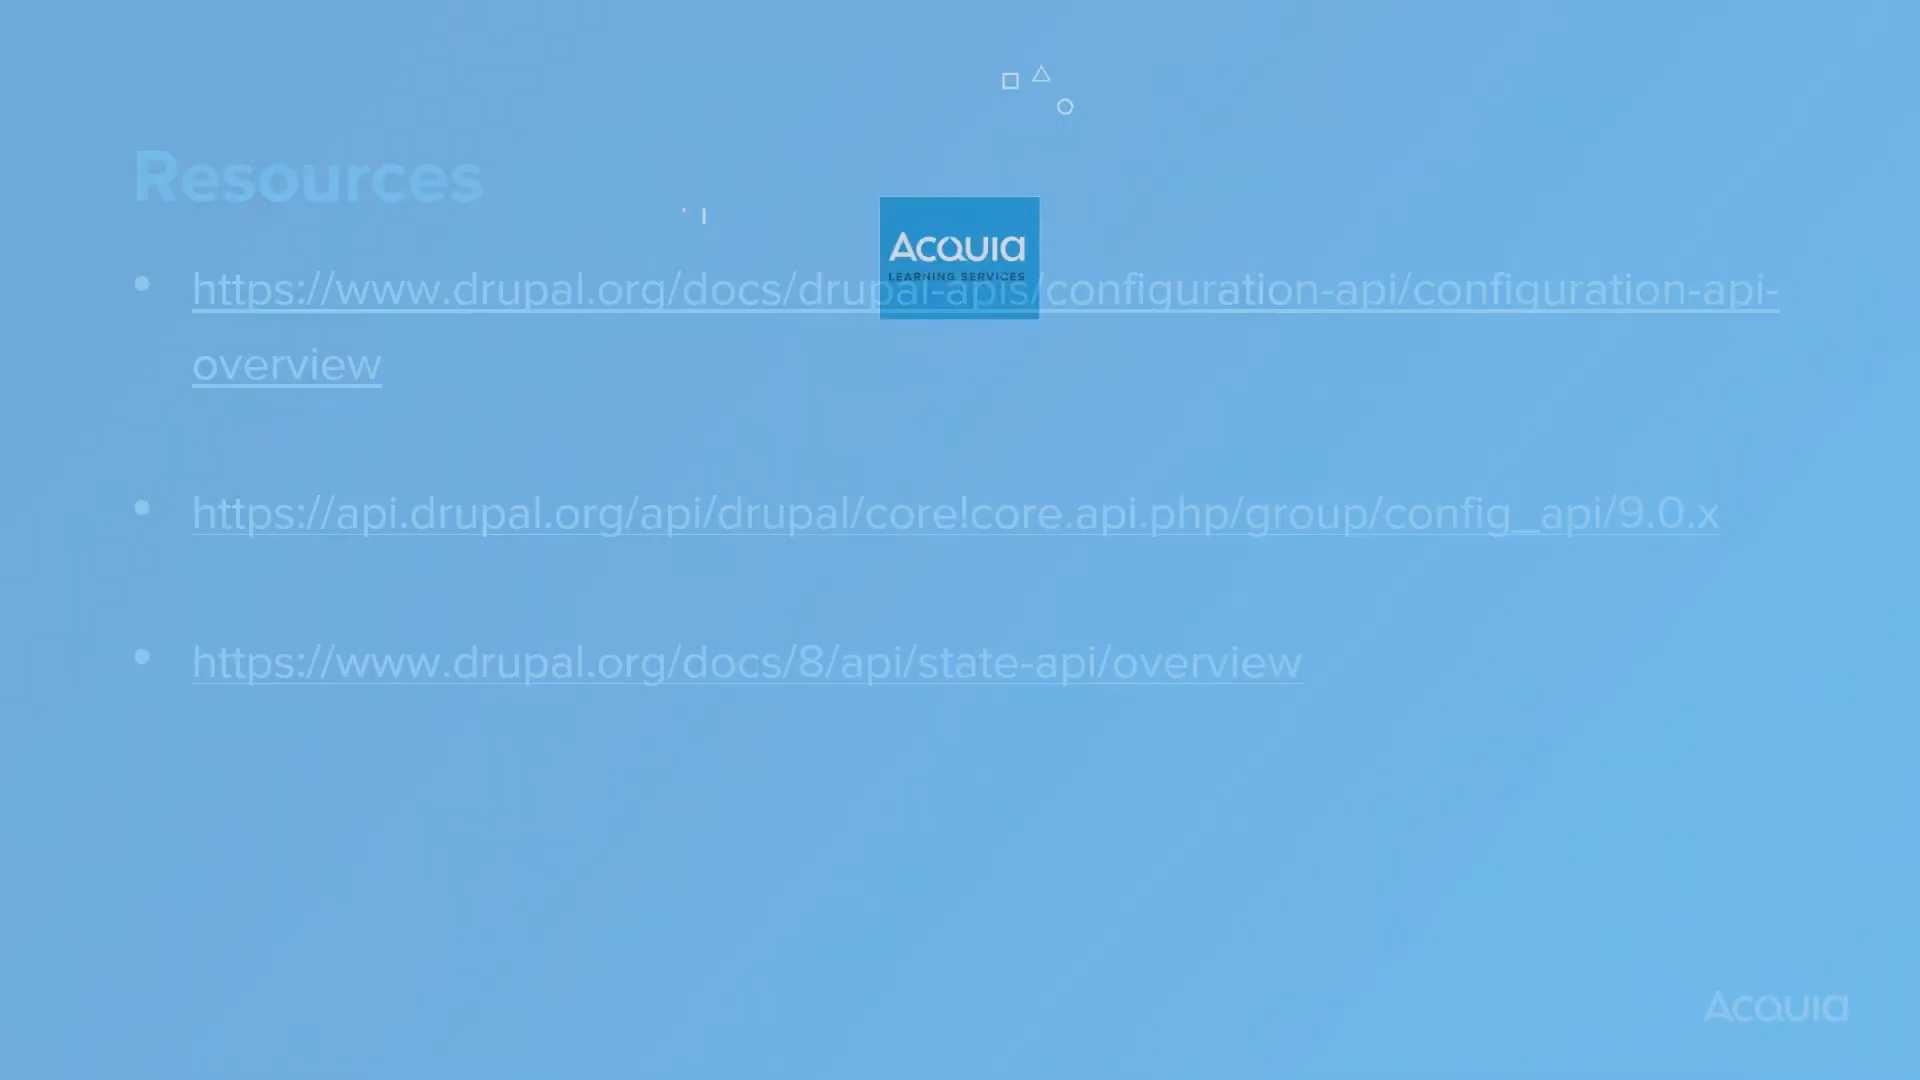 Resources
Acquia
LEARNING SERVICES
• https://www.drupal.org/docs/drupal-apis/configuration-api/configuration-api-
overview
• https://api.drupal.org/api/drupal/core!core.api.php/group/config_api/9.0.x
• https://www.drupal.org/docs/8/api/state-api/overview
Acquia